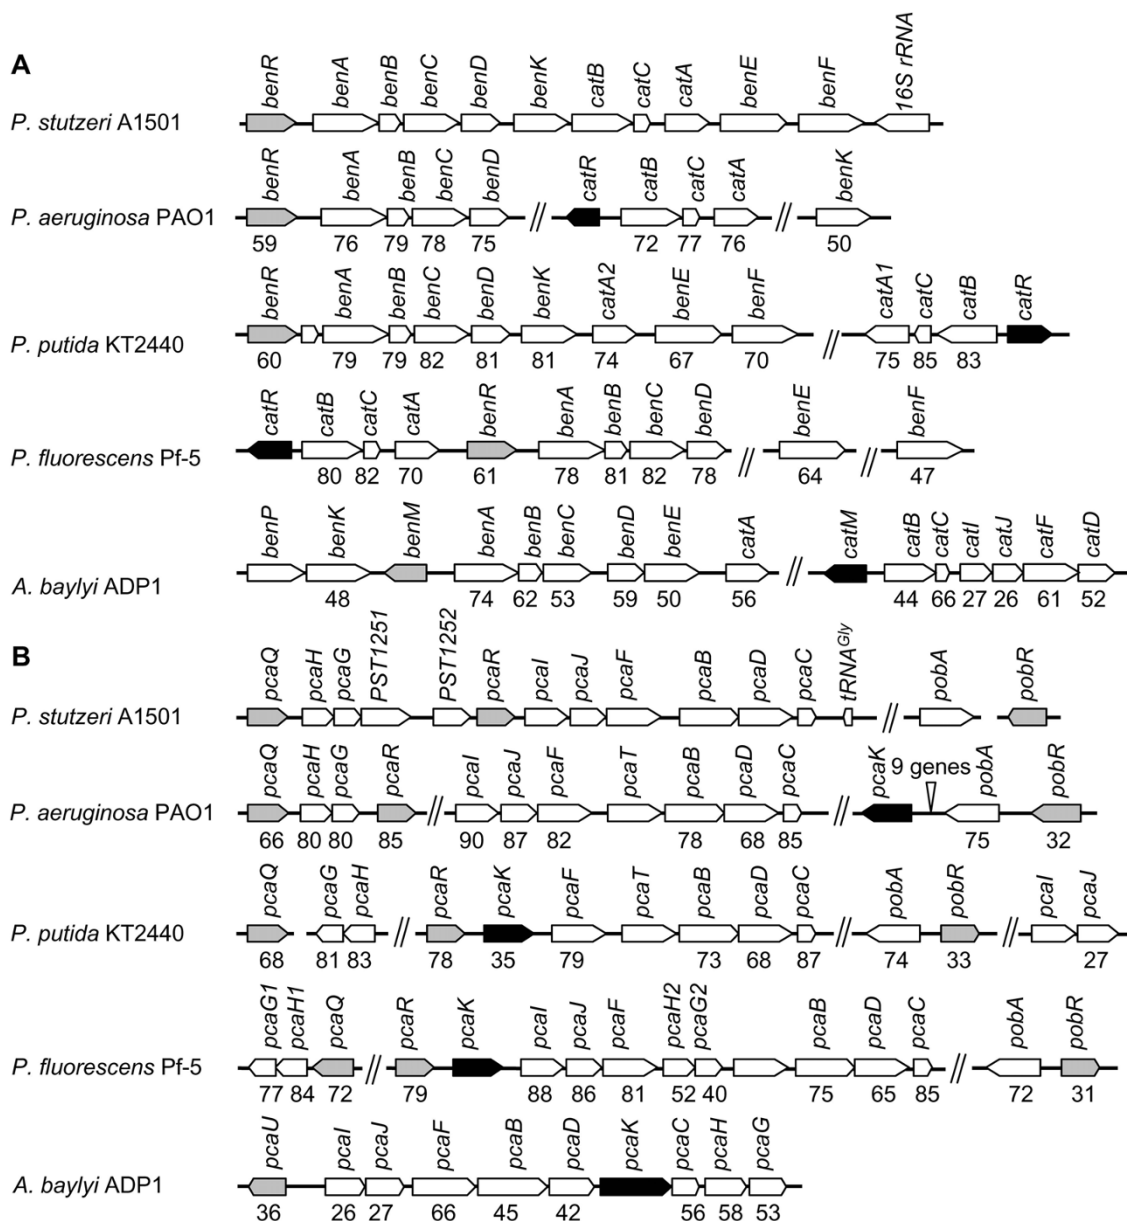 A
benR benA benB benC benD benK catB catC catA benE benF 16S rRNA
P. stutzeri A1501
benR benA benB benC benD catR catB catC catA benK
P. aeruginosa PAO1
59 76 79 78 75 72 77 76 50
benR benA benB benC benD benK catA2 benE benF catA1 catC catB catR
P. putida KT2440
60 79 79 82 81 81 74 67 70 75 85 83
catR catB catC catA benR benA benB benC benD benE benF
P. fluorescens Pf-5
80 82 70 61 78 81 82 78 64 47
benP benK benM benA benB benC benD benE catA catM catB catC catI catJ catF catD
A. baylyi ADP1
48 74 62 53 59 50 56 44 66 27 26 61 52
B
pcaQ pcaH pcaG PST1251 PST1252 pcaR pcaI pcaJ pcaF pcaB pcaD pcaC tRNAGly pobA pobR
P. stutzeri A1501
pcaQ pcaH pcaG pcaR pcaI pcaJ pcaF pcaT pcaB pcaD pcaC pcaK 9 genes pobA pobR
P. aeruginosa PAO1
66 80 80 85 90 87 82 78 68 85 75 32
pcaQ pcaG pcaH pcaR pcaK pcaF pcaT pcaB pcaD pcaC pobA pobR pcaI pcaJ
P. putida KT2440
68 81 83 78 35 79 73 68 87 74 33 27
pcaG1 pcaH1 pcaQ pcaR pcaK pcaI pcaJ pcaF pcaH2 pcaG2 pcaB pcaD pcaC pobA pobR
P. fluorescens Pf-5
77 84 72 79 88 86 81 52 40 75 65 85 72 31
pcaU pcaI pcaJ pcaF pcaB pcaD pcaK pcaC pcaH pcaG
A. baylyi ADP1
36 26 27 66 45 42 56 58 53